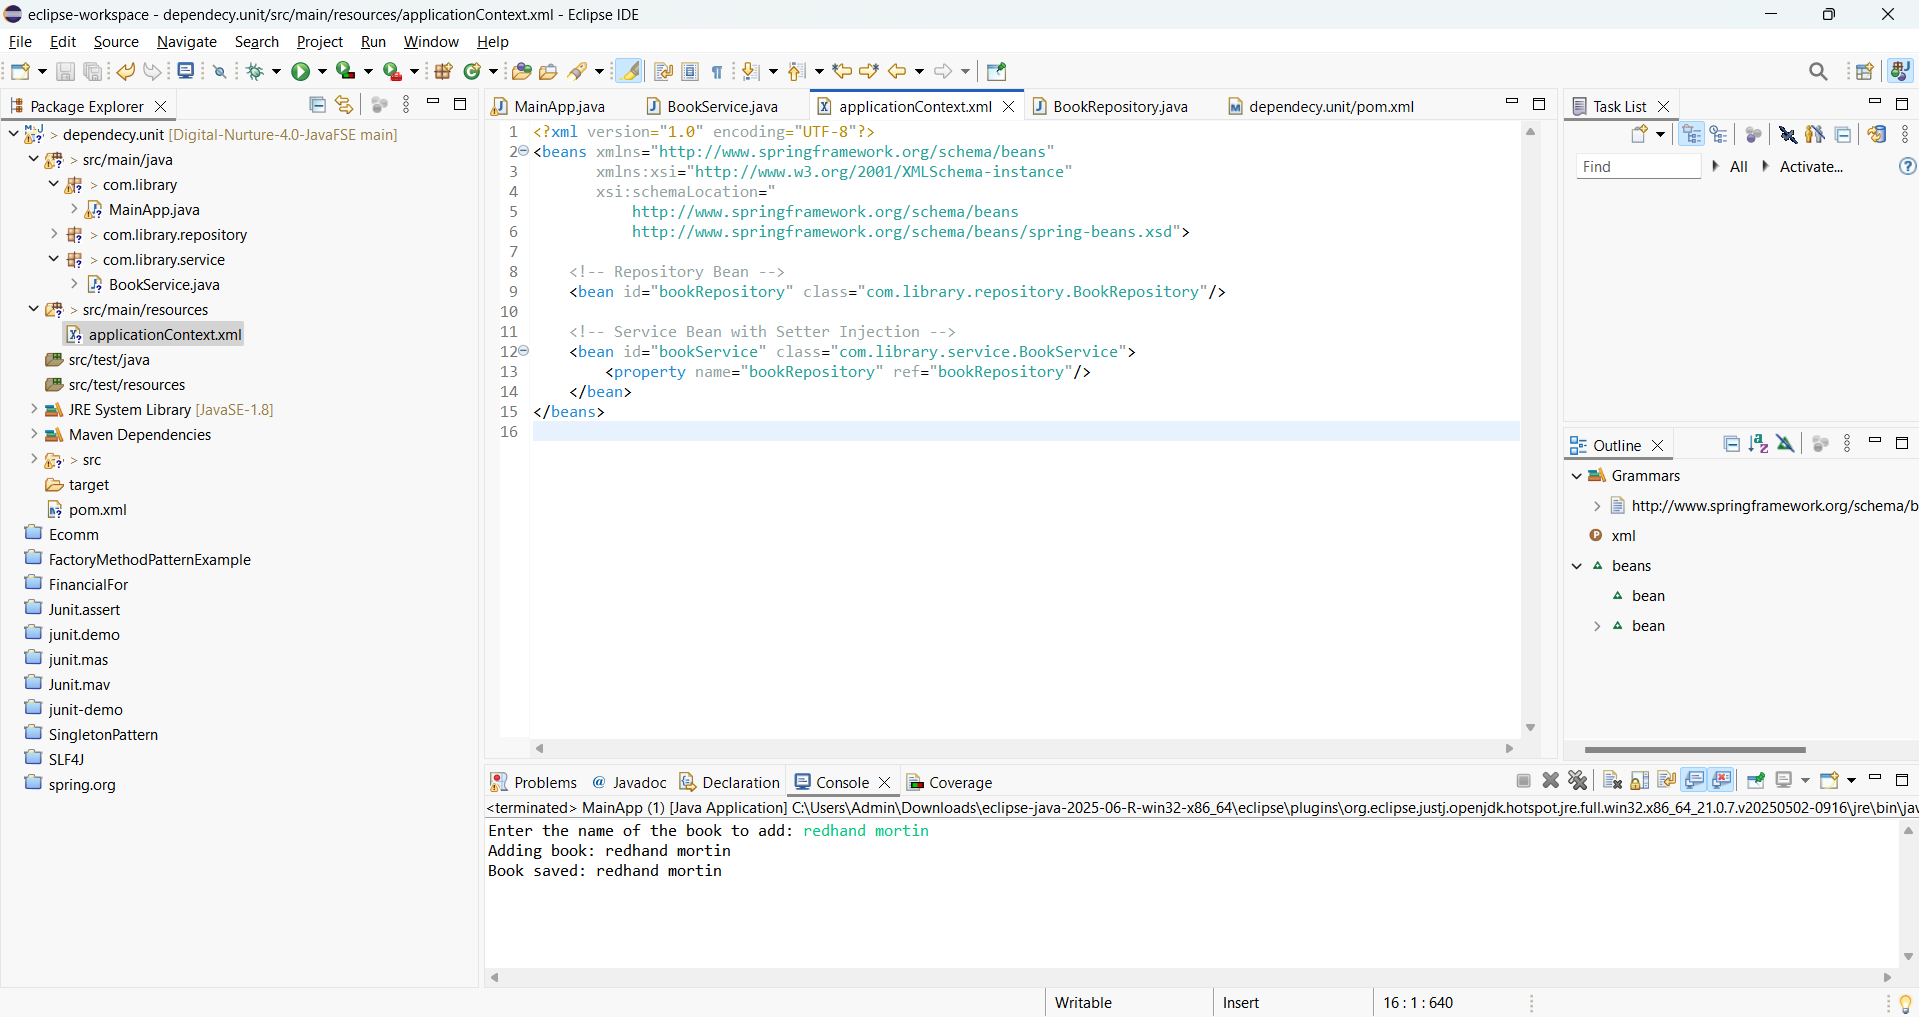 eclipse-workspace - dependecy.unit/src/main/resources/applicationContext.xml - Eclipse IDE
File Edit Source Navigate Search Project Run Window Help
Package Explorer
> dependecy.unit [Digital-Nurture-4.0-JavaFSE main]
> src/main/java
> com.library
MainApp.java
> com.library.repository
> com.library.service
BookService.java
> src/main/resources
applicationContext.xml
src/test/java
src/test/resources
JRE System Library [JavaSE-1.8]
Maven Dependencies
> src
target
pom.xml
Ecomm
FactoryMethodPatternExample
FinancialFor
Junit.assert
junit.demo
junit.mas
Junit.mav
junit-demo
SingletonPattern
SLF4J
spring.org
MainApp.java BookService.java applicationContext.xml BookRepository.java dependecy.unit/pom.xml
1 <?xml version="1.0" encoding="UTF-8"?>
2 <beans xmlns="http://www.springframework.org/schema/beans"
3 xmlns:xsi="http://www.w3.org/2001/XMLSchema-instance"
4 xsi:schemaLocation="
5 http://www.springframework.org/schema/beans
6 http://www.springframework.org/schema/beans/spring-beans.xsd">
7
8 <!-- Repository Bean -->
9 <bean id="bookRepository" class="com.library.repository.BookRepository"/>
10
11 <!-- Service Bean with Setter Injection -->
12 <bean id="bookService" class="com.library.service.BookService">
13 <property name="bookRepository" ref="bookRepository"/>
14 </bean>
15 </beans>
16
Task List
Find All Activate...
Outline
Grammars
http://www.springframework.org/schema/b
xml
beans
bean
bean
Problems Javadoc Declaration Console Coverage
<terminated> MainApp (1) [Java Application] C:\Users\Admin\Downloads\eclipse-java-2025-06-R-win32-x86_64\eclipse\plugins\org.eclipse.justj.openjdk.hotspot.jre.full.win32.x86_64_21.0.7.v20250502-0916\jre\bin\jav
Enter the name of the book to add: redhand mortin
Adding book: redhand mortin
Book saved: redhand mortin
Writable Insert 16 : 1 : 640